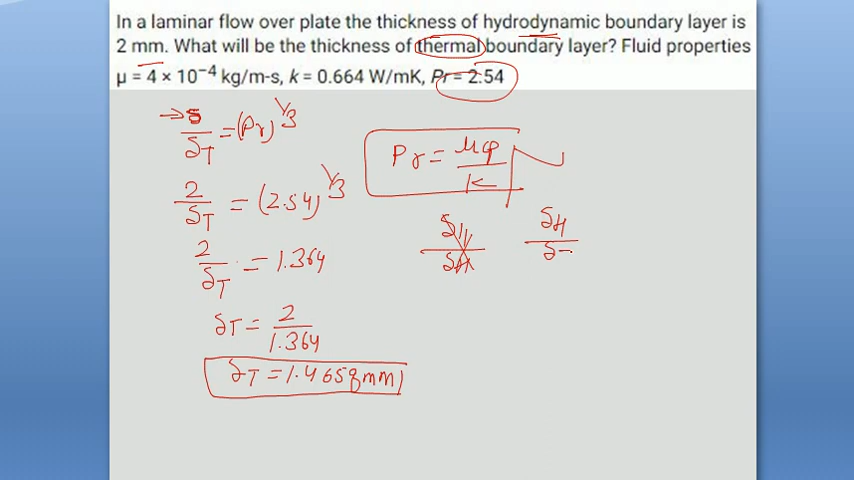 In a laminar flow over plate the thickness of hydrodynamic boundary layer is
2 mm. What will be the thickness of thermal boundary layer? Fluid properties
μ = 4 × 10⁻⁴ kg/m-s, k = 0.664 W/mK, Pr = 2.54
→ δ/δT = (Pr)^1/3
Pr = μcp/k
2/δT = (2.54)^1/3
δH/δ
2/δT = 1.364
δT = 2/1.364
δT = 1.4658mm